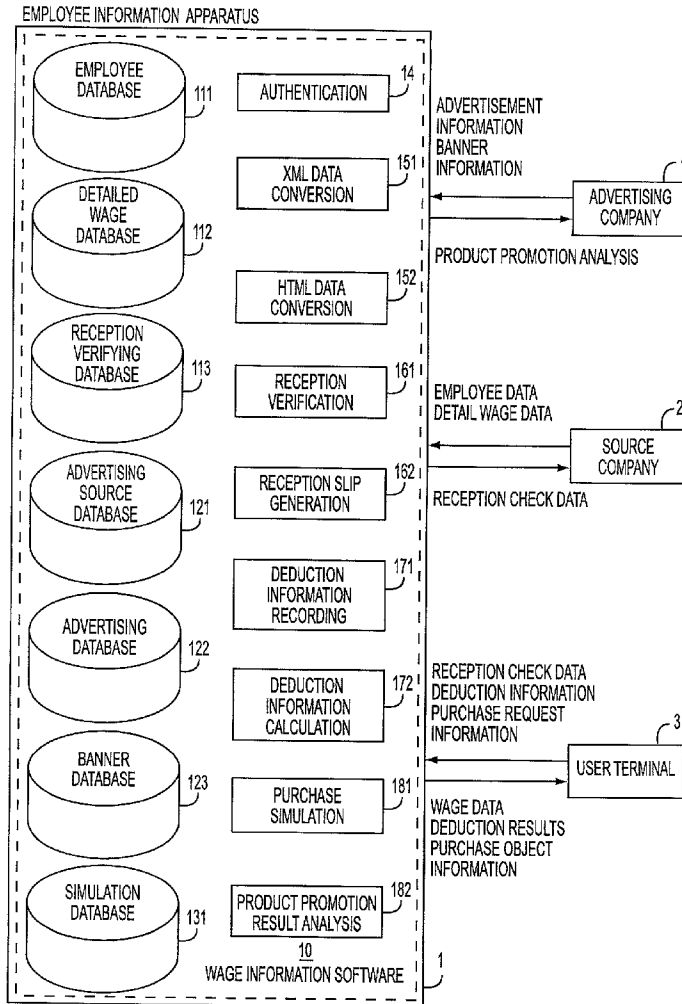 EMPLOYEE INFORMATION APPARATUS
EMPLOYEE
DATABASE
111
AUTHENTICATION
14
DETAILED
WAGE
DATABASE
112
XML DATA
CONVERSION
151
RECEPTION
VERIFYING
DATABASE
113
HTML DATA
CONVERSION
152
RECEPTION
VERIFICATION
161
ADVERTISING
SOURCE
DATABASE
121
RECEPTION SLIP
GENERATION
162
DEDUCTION
INFORMATION
RECORDING
171
ADVERTISING
DATABASE
122
DEDUCTION
INFORMATION
CALCULATION
172
BANNER
DATABASE
123
PURCHASE
SIMULATION
181
SIMULATION
DATABASE
131
PRODUCT PROMOTION
RESULT ANALYSIS
182
10
WAGE INFORMATION SOFTWARE
1
ADVERTISEMENT
INFORMATION
BANNER
INFORMATION
ADVERTISING
COMPANY
PRODUCT PROMOTION ANALYSIS
EMPLOYEE DATA
DETAIL WAGE DATA
2
SOURCE
COMPANY
RECEPTION CHECK DATA
RECEPTION CHECK DATA
DEDUCTION INFORMATION
PURCHASE REQUEST
INFORMATION
3
USER TERMINAL
WAGE DATA
DEDUCTION RESULTS
PURCHASE OBJECT
INFORMATION